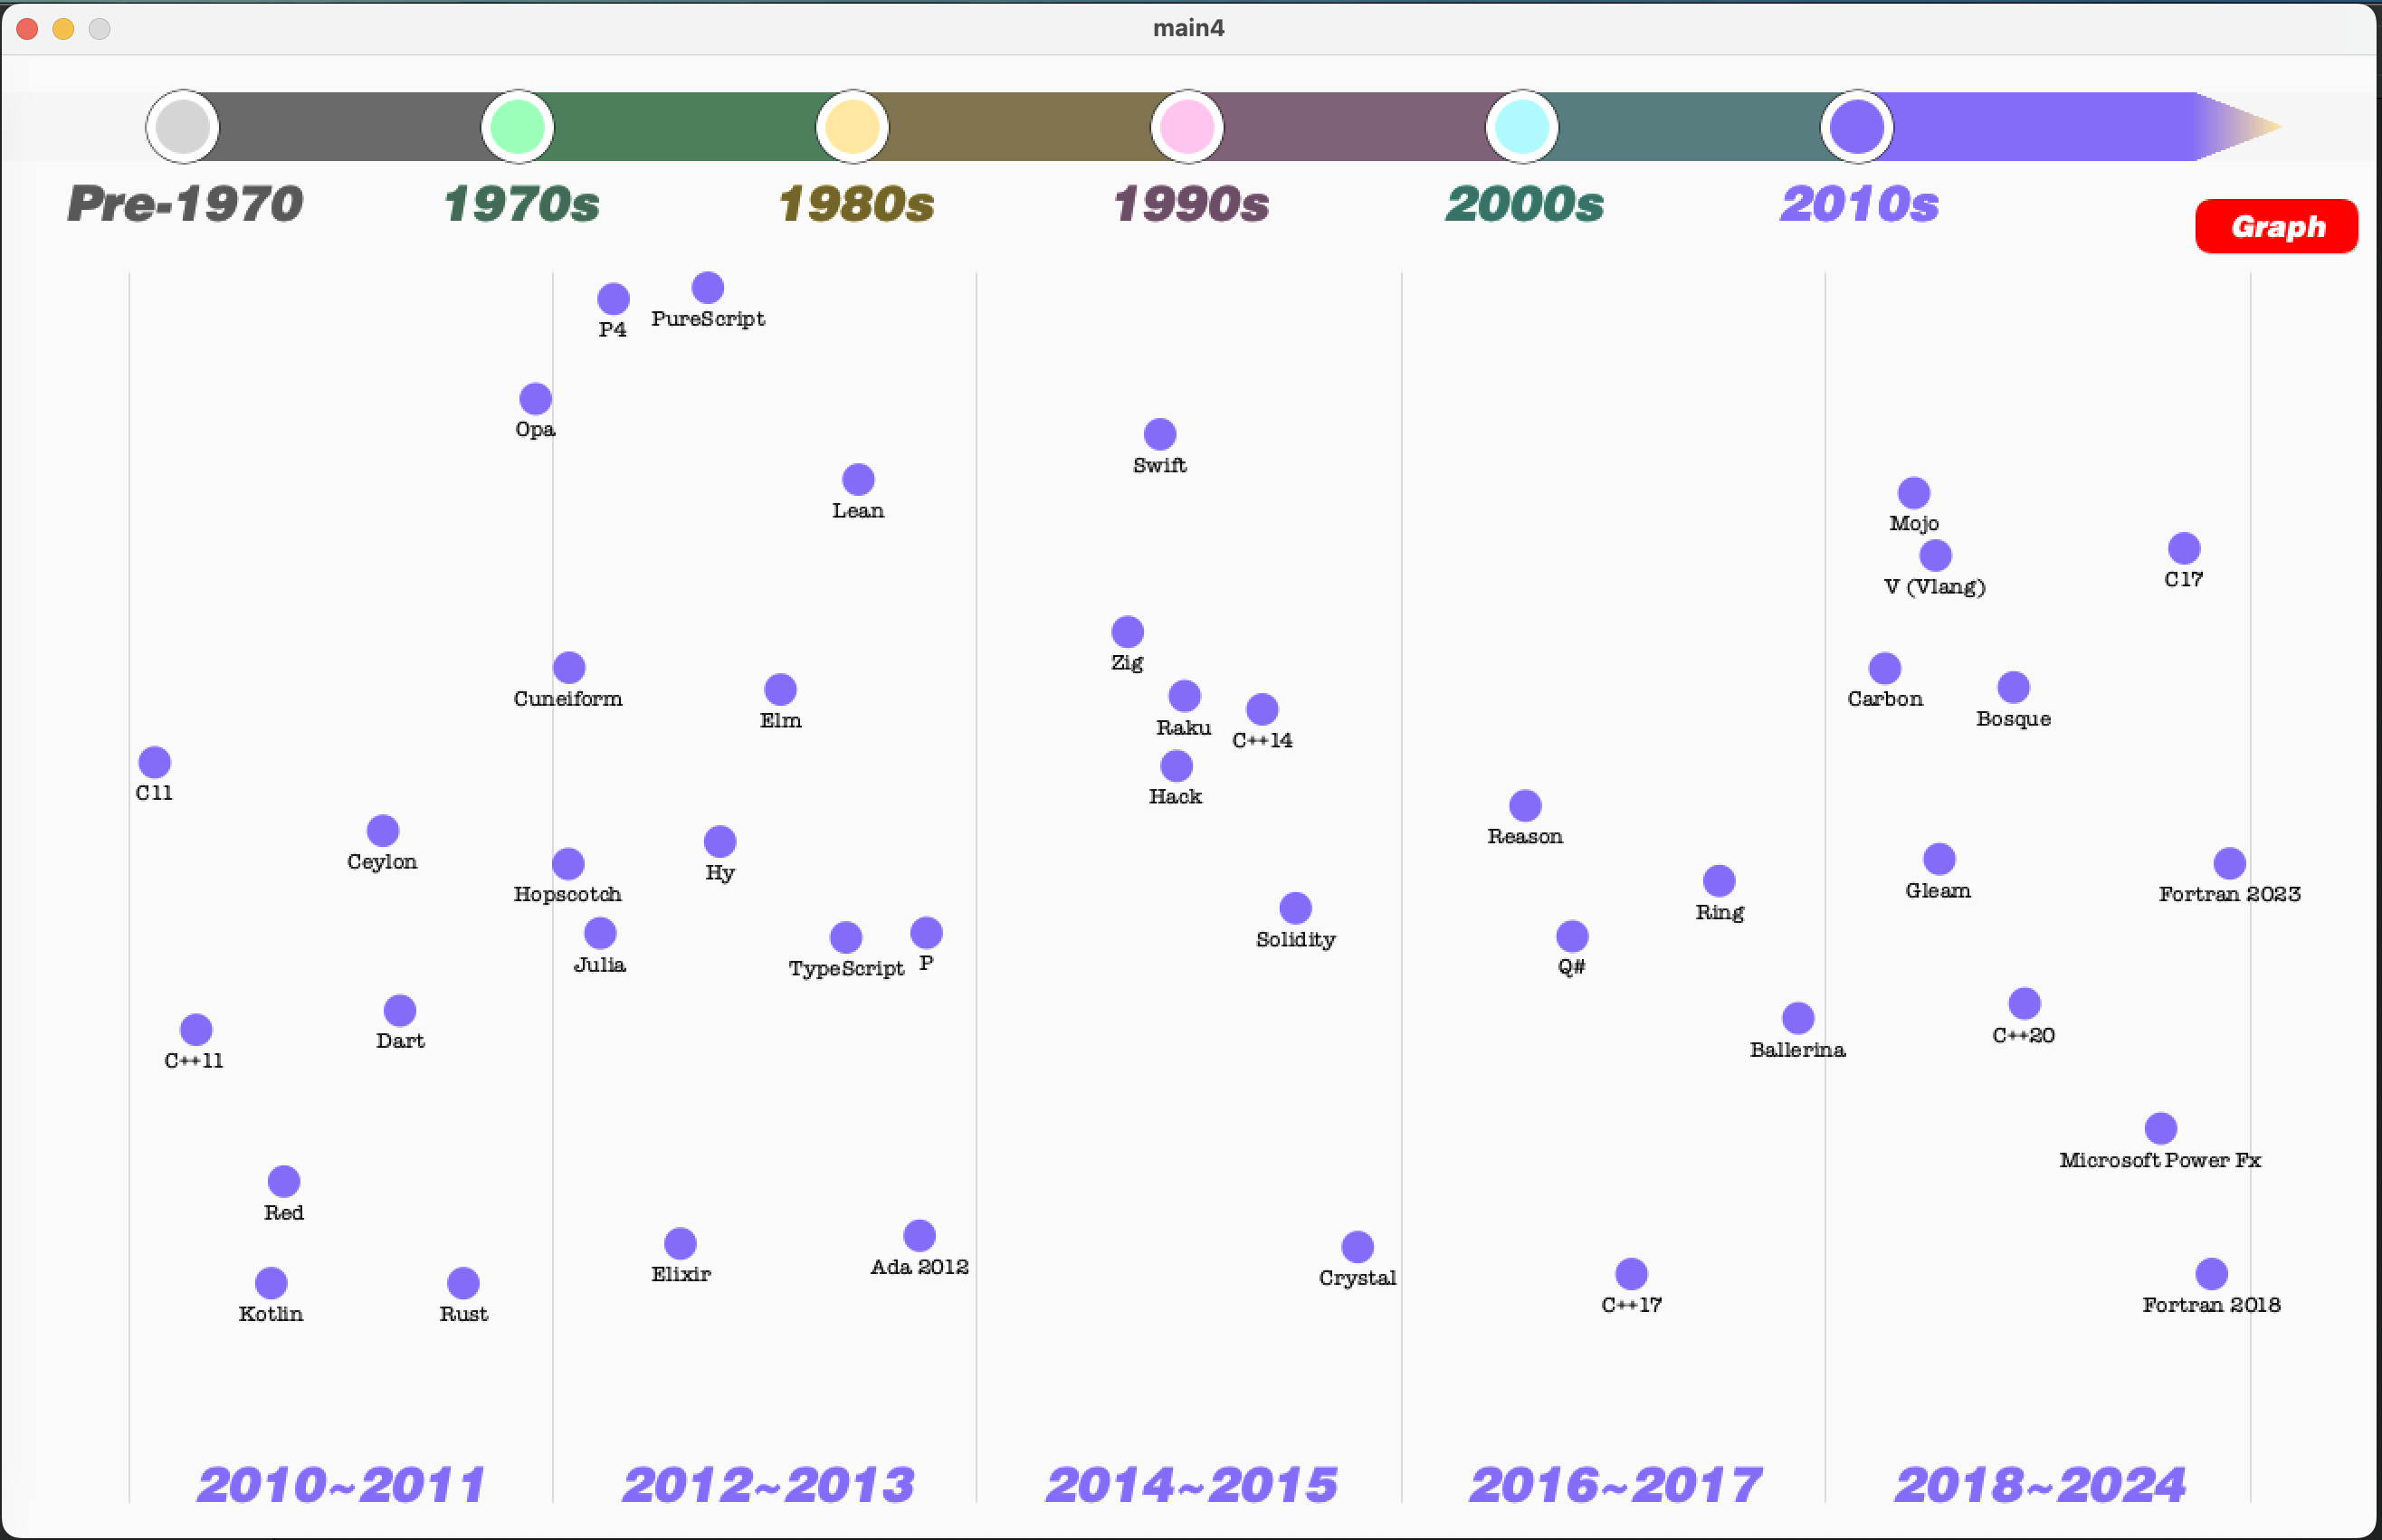 main4
Pre-1970
1970s
1980s
1990s
2000s
2010s
Graph
P4
PureScript
Opa
Swift
Lean
Mojo
C17
V (Vlang)
Zig
Cuneiform
Elm
Raku
C++14
Carbon
Bosque
C11
Hack
Ceylon
Reason
Hopscotch
Hy
Gleam
Fortran 2023
Ring
Julia
TypeScript
P
Solidity
Q#
C++11
Dart
Ballerina
C++20
Microsoft Power Fx
Red
Elixir
Ada 2012
Crystal
Kotlin
Rust
C++17
Fortran 2018
2010~2011
2012~2013
2014~2015
2016~2017
2018~2024